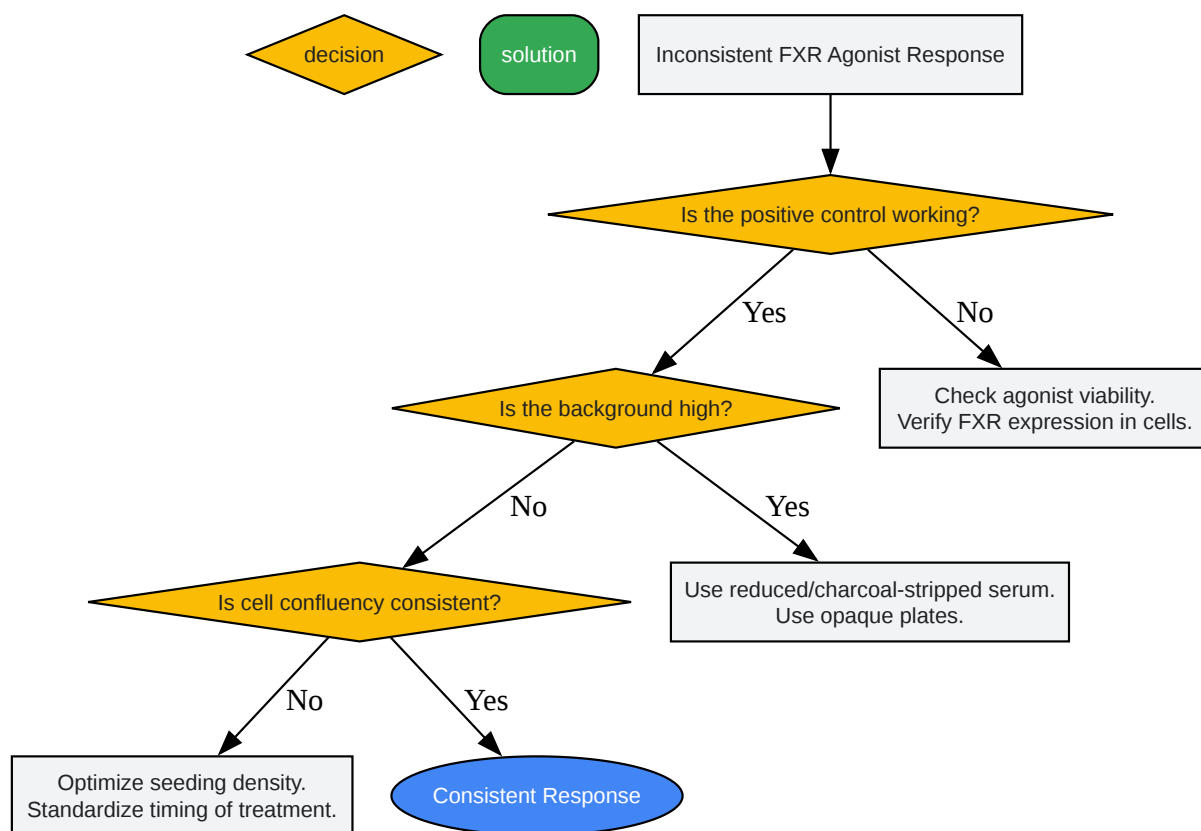 decision
solution
Inconsistent FXR Agonist Response
Is the positive control working?
Yes
No
Is the background high?
Check agonist viability.
Verify FXR expression in cells.
No
Yes
Is cell confluency consistent?
Use reduced/charcoal-stripped serum.
Use opaque plates.
No
Yes
Optimize seeding density.
Standardize timing of treatment.
Consistent Response